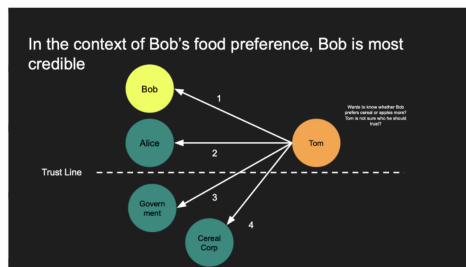 In the context of Bob's food preference, Bob is most
credible
Bob
1
Wants to know whether Bob
prefers cereal or apples more?
Tom is not sure who he should
trust?
Alice
2
Tom
Trust Line
3
Govern
ment
4
Cereal
Corp